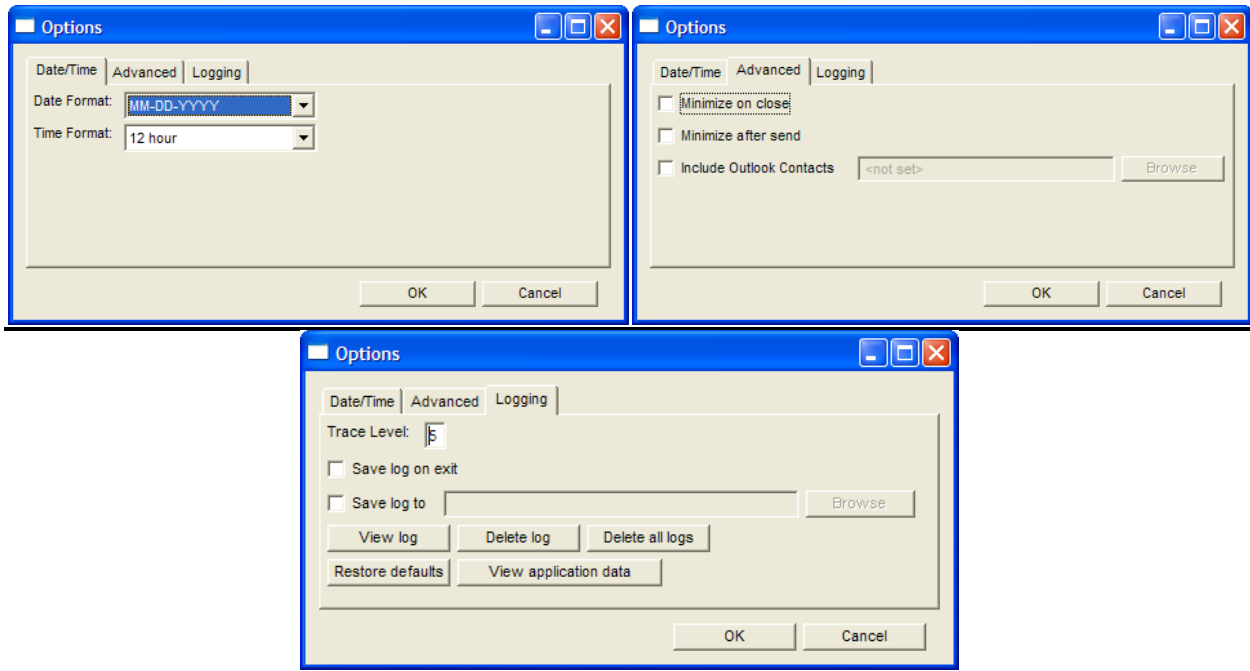 Options
Date/Time Advanced Logging
Date Format: MM-DD-YYYY
Time Format: 12 hour
OK Cancel
Options
Date/Time Advanced Logging
Minimize on close
Minimize after send
Include Outlook Contacts <not set> Browse
OK Cancel
Options
Date/Time Advanced Logging
Trace Level: 5
Save log on exit
Save log to Browse
View log Delete log Delete all logs
Restore defaults View application data
OK Cancel